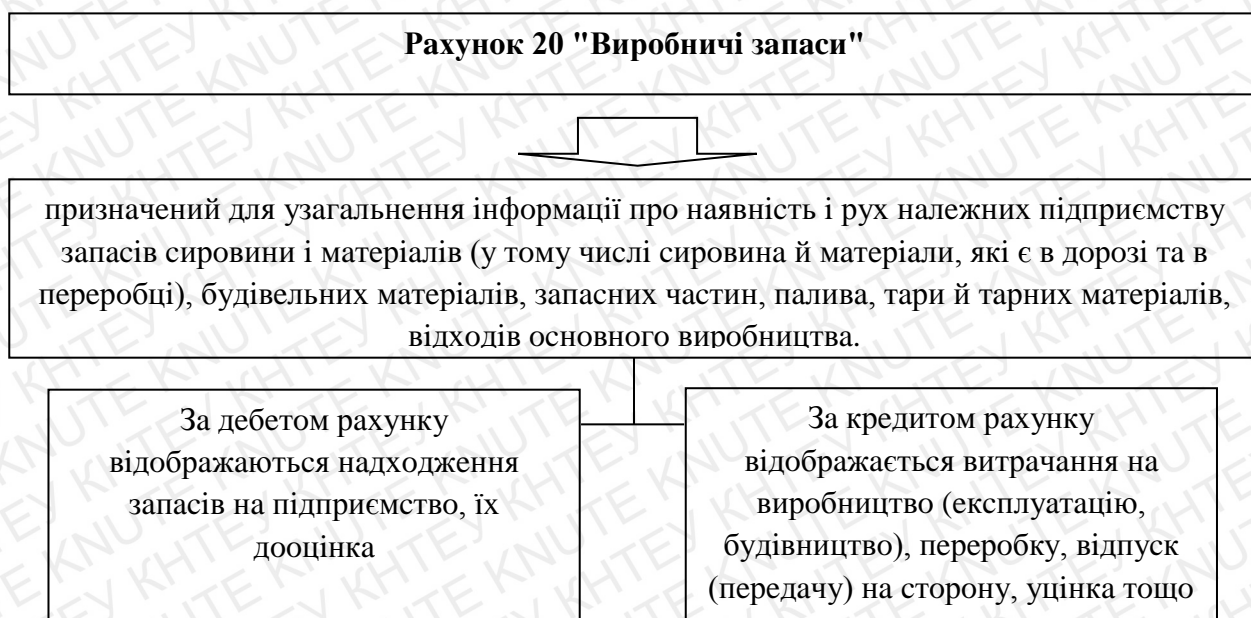 Рахунок 20 "Виробничі запаси"
призначений для узагальнення інформації про наявність і рух належних підприємству
запасів сировини і матеріалів (у тому числі сировина й матеріали, які є в дорозі та в
переробці), будівельних матеріалів, запасних частин, палива, тари й тарних матеріалів,
відходів основного виробництва.
За дебетом рахунку
відображаються надходження
запасів на підприємство, їх
дооцінка
За кредитом рахунку
відображається витрачання на
виробництво (експлуатацію,
будівництво), переробку, відпуск
(передачу) на сторону, уцінка тощо